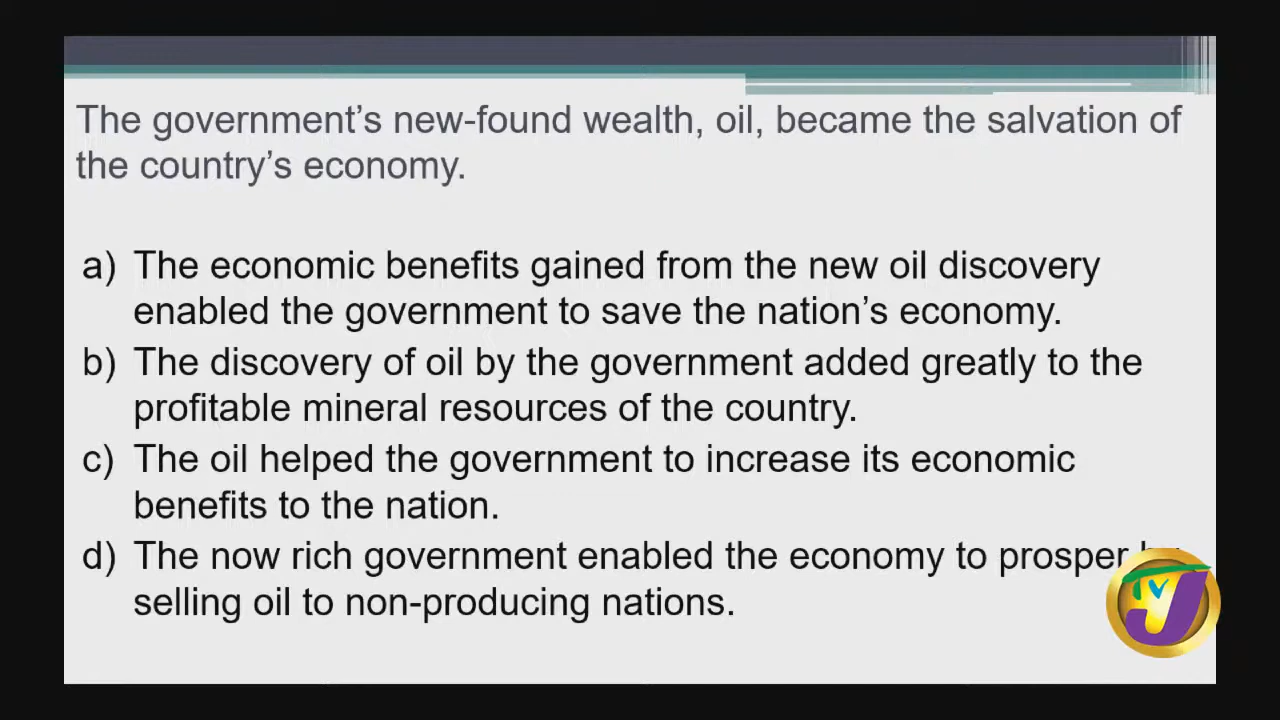 The government’s new-found wealth, oil, became the salvation of
the country’s economy.
a) The economic benefits gained from the new oil discovery
enabled the government to save the nation’s economy.
b) The discovery of oil by the government added greatly to the
profitable mineral resources of the country.
c) The oil helped the government to increase its economic
benefits to the nation.
d) The now rich government enabled the economy to prosper
selling oil to non-producing nations.
TVJ